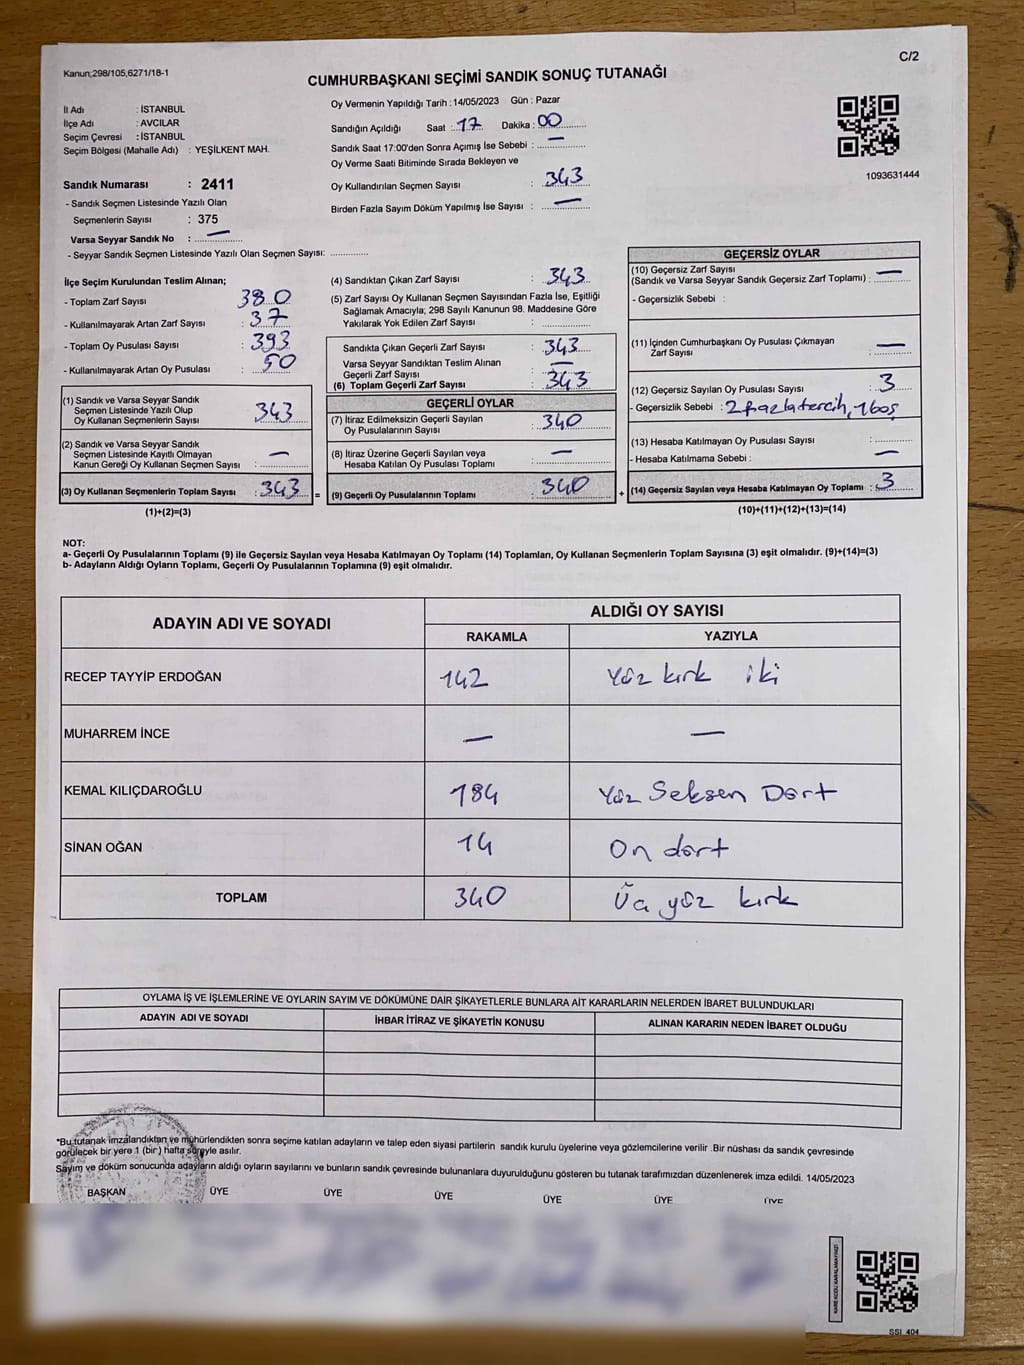 C/2
Kanun;298/105,6271/18-1
CUMHURBAŞKANI SEÇİMİ SANDIK SONUÇ TUTANAĞI
1093631444
İl Adı : İSTANBUL
İlçe Adı : AVCILAR
Seçim Çevresi : İSTANBUL
Seçim Bölgesi (Mahalle Adı) : YEŞİLKENT MAH.
Sandık Numarası : 2411
- Sandık Seçmen Listesinde Yazılı Olan
Seçmenlerin Sayısı : 375
Varsa Seyyar Sandık No : —
- Seyyar Sandık Seçmen Listesinde Yazılı Olan Seçmen Sayısı:
Oy Vermenin Yapıldığı Tarih : 14/05/2023 Gün : Pazar
Sandığın Açıldığı Saat : 17 Dakika : 00
Sandık Saat 17:00'den Sonra Açımış İse Sebebi : —
Oy Verme Saati Bitiminde Sırada Bekleyen ve
Oy Kullandırılan Seçmen Sayısı : 343
Birden Fazla Sayım Döküm Yapılmış İse Sayısı : —
İlçe Seçim Kurulundan Teslim Alınan;
- Toplam Zarf Sayısı : 380
- Kullanılmayarak Artan Zarf Sayısı : 37
- Toplam Oy Pusulası Sayısı : 393
- Kullanılmayarak Artan Oy Pusulası : 50
(1) Sandık ve Varsa Seyyar Sandık
Seçmen Listesinde Yazılı Olup
Oy Kullanan Seçmenlerin Sayısı : 343
(2) Sandık ve Varsa Seyyar Sandık
Seçmen Listesinde Kayıtlı Olmayan
Kanun Gereği Oy Kullanan Seçmen Sayısı : —
(3) Oy Kullanan Seçmenlerin Toplam Sayısı : 343 =
(1)+(2)=(3)
(4) Sandıktan Çıkan Zarf Sayısı : 343
(5) Zarf Sayısı Oy Kullanan Seçmen Sayısından Fazla İse, Eşitliği
Sağlamak Amacıyla; 298 Sayılı Kanunun 98. Maddesine Göre
Yakılarak Yok Edilen Zarf Sayısı :
Sandıkta Çıkan Geçerli Zarf Sayısı : 343
Varsa Seyyar Sandıktan Teslim Alınan
Geçerli Zarf Sayısı : —
(6) Toplam Geçerli Zarf Sayısı : 343
GEÇERLİ OYLAR
(7) İtiraz Edilmeksizin Geçerli Sayılan
Oy Pusulalarının Sayısı : 340
(8) İtiraz Üzerine Geçerli Sayılan veya
Hesaba Katılan Oy Pusulası Toplamı : —
(9) Geçerli Oy Pusulalarının Toplamı : 340 +
GEÇERSİZ OYLAR
(10) Geçersiz Zarf Sayısı
(Sandık ve Varsa Seyyar Sandık Geçersiz Zarf Toplamı) : —
- Geçersizlik Sebebi :
(11) İçinden Cumhurbaşkanı Oy Pusulası Çıkmayan
Zarf Sayısı : —
(12) Geçersiz Sayılan Oy Pusulası Sayısı : 3
- Geçersizlik Sebebi : 2 fazla tercih, 1 boş
(13) Hesaba Katılmayan Oy Pusulası Sayısı :
- Hesaba Katılmama Sebebi : —
(14) Geçersiz Sayılan veya Hesaba Katılmayan Oy Toplamı : 3
(10)+(11)+(12)+(13)=(14)
NOT:
a- Geçerli Oy Pusulalarının Toplamı (9) ile Geçersiz Sayılan veya Hesaba Katılmayan Oy Toplamı (14) Toplamları, Oy Kullanan Seçmenlerin Toplam Sayısına (3) eşit olmalıdır. (9)+(14)=(3)
b- Adayların Aldığı Oyların Toplamı, Geçerli Oy Pusulalarının Toplamına (9) eşit olmalıdır.
ADAYIN ADI VE SOYADI
ALDIĞI OY SAYISI
RAKAMLA YAZIYLA
RECEP TAYYİP ERDOĞAN 142 Yüz kırk iki
MUHARREM İNCE — —
KEMAL KILIÇDAROĞLU 184 Yüz Seksen Dört
SİNAN OĞAN 14 On dört
TOPLAM 340 Üç yüz kırk
OYLAMA İŞ VE İŞLEMLERİNE VE OYLARIN SAYIM VE DÖKÜMÜNE DAİR ŞİKAYETLERLE BUNLARA AİT KARARLARIN NELERDEN İBARET BULUNDUKLARI
ADAYIN ADI VE SOYADI İHBAR İTİRAZ VE ŞİKAYETİN KONUSU ALINAN KARARIN NEDEN İBARET OLDUĞU
*Bu tutanak imzalandıktan ve mühürlendikten sonra seçime katılan adayların ve talep eden siyasi partilerin sandık kurulu üyelerine veya gözlemcilerine verilir .Bir nüshası da sandık çevresinde
görülecek bir yere 1 (bir) hafta süreyle asılır.
Sayım ve döküm sonucunda adayların aldığı oyların sayılarını ve bunların sandık çevresinde bulunanlara duyurulduğunu gösteren bu tutanak tarafımızdan düzenlenerek imza edildi. 14/05/2023
BAŞKAN ÜYE ÜYE ÜYE ÜYE ÜYE ÜYE
SSI_404